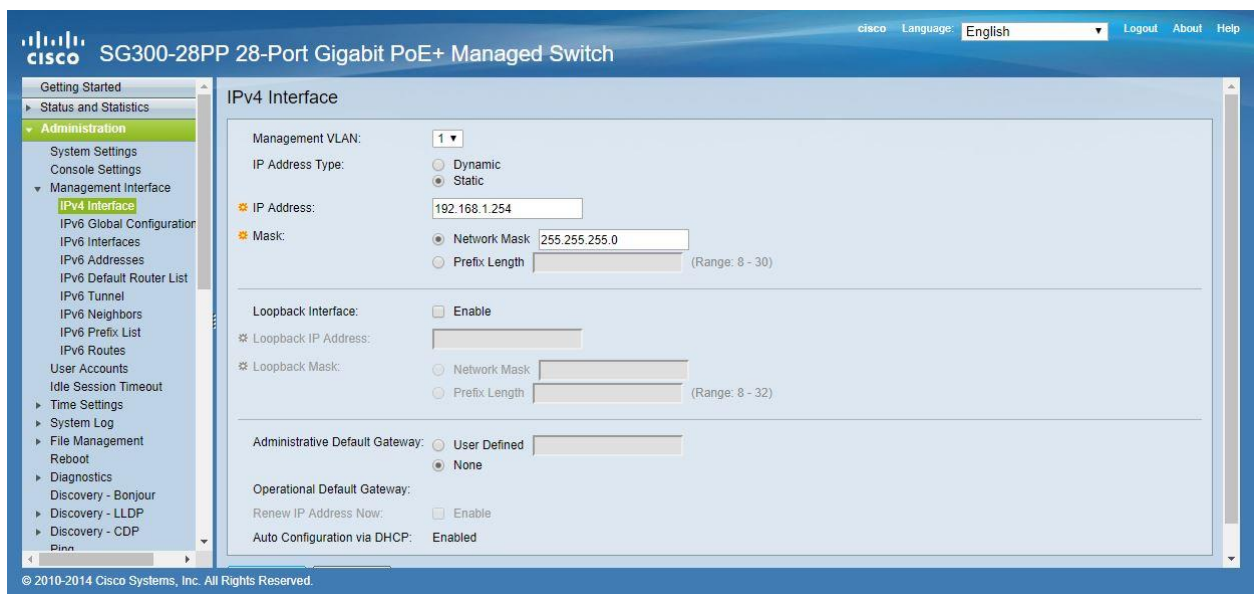 cisco Language: English Logout About Help
CISCO SG300-28PP 28-Port Gigabit PoE+ Managed Switch
Getting Started
Status and Statistics
Administration
System Settings
Console Settings
Management Interface
IPv4 Interface
IPv6 Global Configuration
IPv6 Interfaces
IPv6 Addresses
IPv6 Default Router List
IPv6 Tunnel
IPv6 Neighbors
IPv6 Prefix List
IPv6 Routes
User Accounts
Idle Session Timeout
Time Settings
System Log
File Management
Reboot
Diagnostics
Discovery - Bonjour
Discovery - LLDP
Discovery - CDP
Ping
IPv4 Interface
Management VLAN: 1
IP Address Type: Dynamic
Static
IP Address: 192.168.1.254
Mask: Network Mask 255.255.255.0
Prefix Length (Range: 8 - 30)
Loopback Interface: Enable
Loopback IP Address:
Loopback Mask: Network Mask
Prefix Length (Range: 8 - 32)
Administrative Default Gateway: User Defined
None
Operational Default Gateway:
Renew IP Address Now: Enable
Auto Configuration via DHCP: Enabled
© 2010-2014 Cisco Systems, Inc. All Rights Reserved.